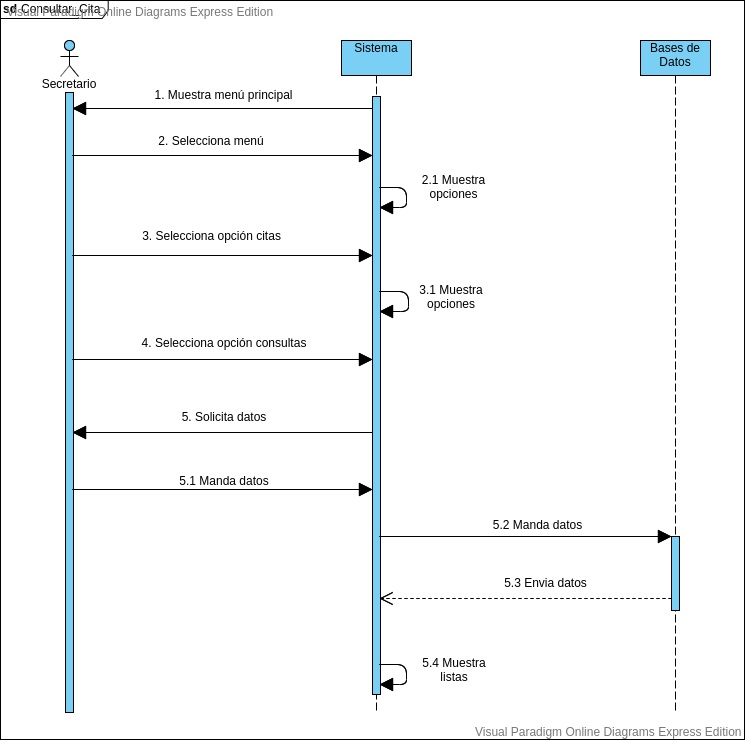 sd Consultar_Cita
Visual Paradigm Online Diagrams Express Edition
Secretario
Sistema
Bases de
Datos
1. Muestra menú principal
2. Selecciona menú
2.1 Muestra
opciones
3. Selecciona opción citas
3.1 Muestra
opciones
4. Selecciona opción consultas
5. Solicita datos
5.1 Manda datos
5.2 Manda datos
5.3 Envia datos
5.4 Muestra
listas
Visual Paradigm Online Diagrams Express Edition